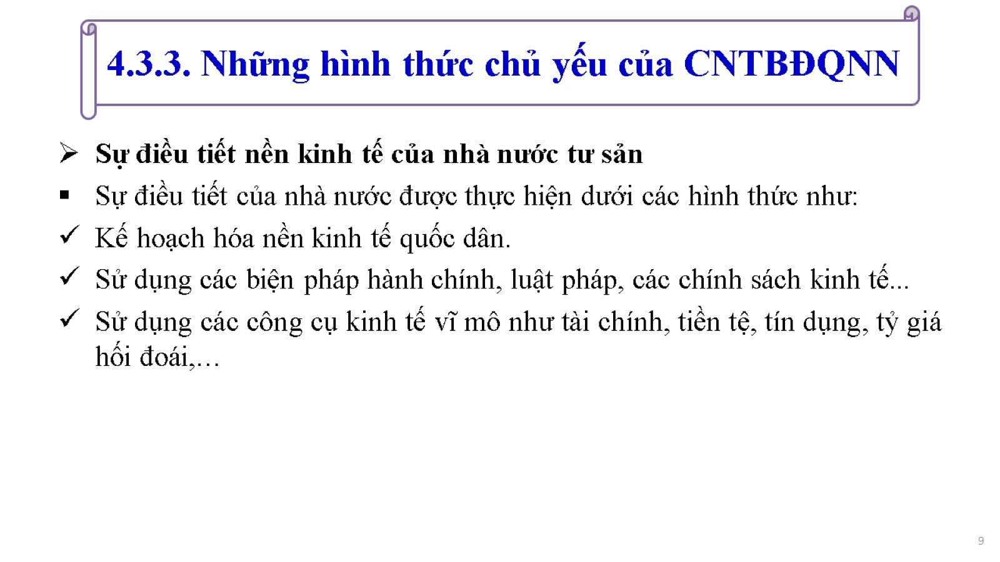 4.3.3. Những hình thức chủ yếu của CNTBĐQNN
Sự điều tiết nền kinh tế của nhà nước tư sản
Sự điều tiết của nhà nước được thực hiện dưới các hình thức như:
Kế hoạch hóa nền kinh tế quốc dân.
Sử dụng các biện pháp hành chính, luật pháp, các chính sách kinh tế...
Sử dụng các công cụ kinh tế vĩ mô như tài chính, tiền tệ, tín dụng, tỷ giá
hối đoái,…
9